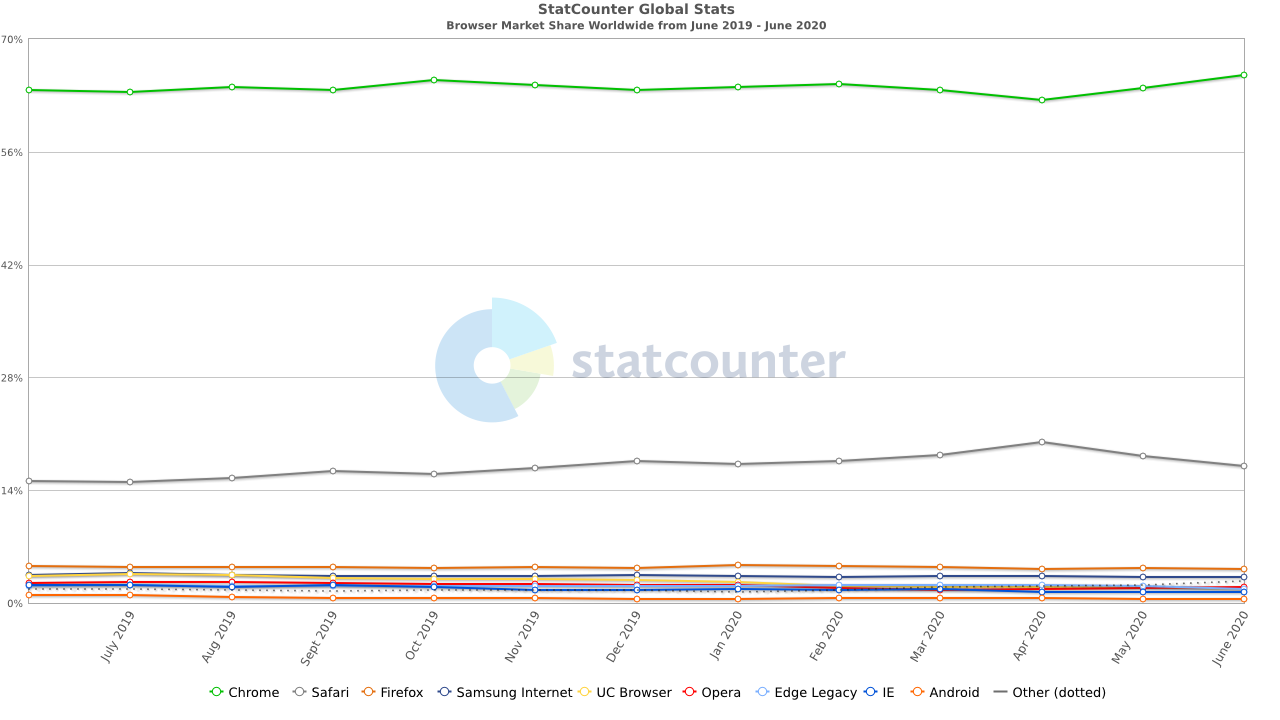 StatCounter Global Stats
Browser Market Share Worldwide from June 2019 - June 2020
70%
56%
42%
28%
14%
0%
statcounter
July 2019
Aug 2019
Sept 2019
Oct 2019
Nov 2019
Dec 2019
Jan 2020
Feb 2020
Mar 2020
Apr 2020
May 2020
June 2020
Chrome Safari Firefox Samsung Internet UC Browser Opera Edge Legacy IE Android Other (dotted)